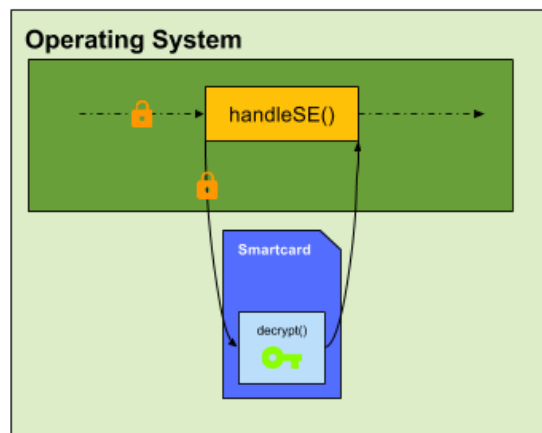 Operating System
handleSE()
Smartcard
decrypt()